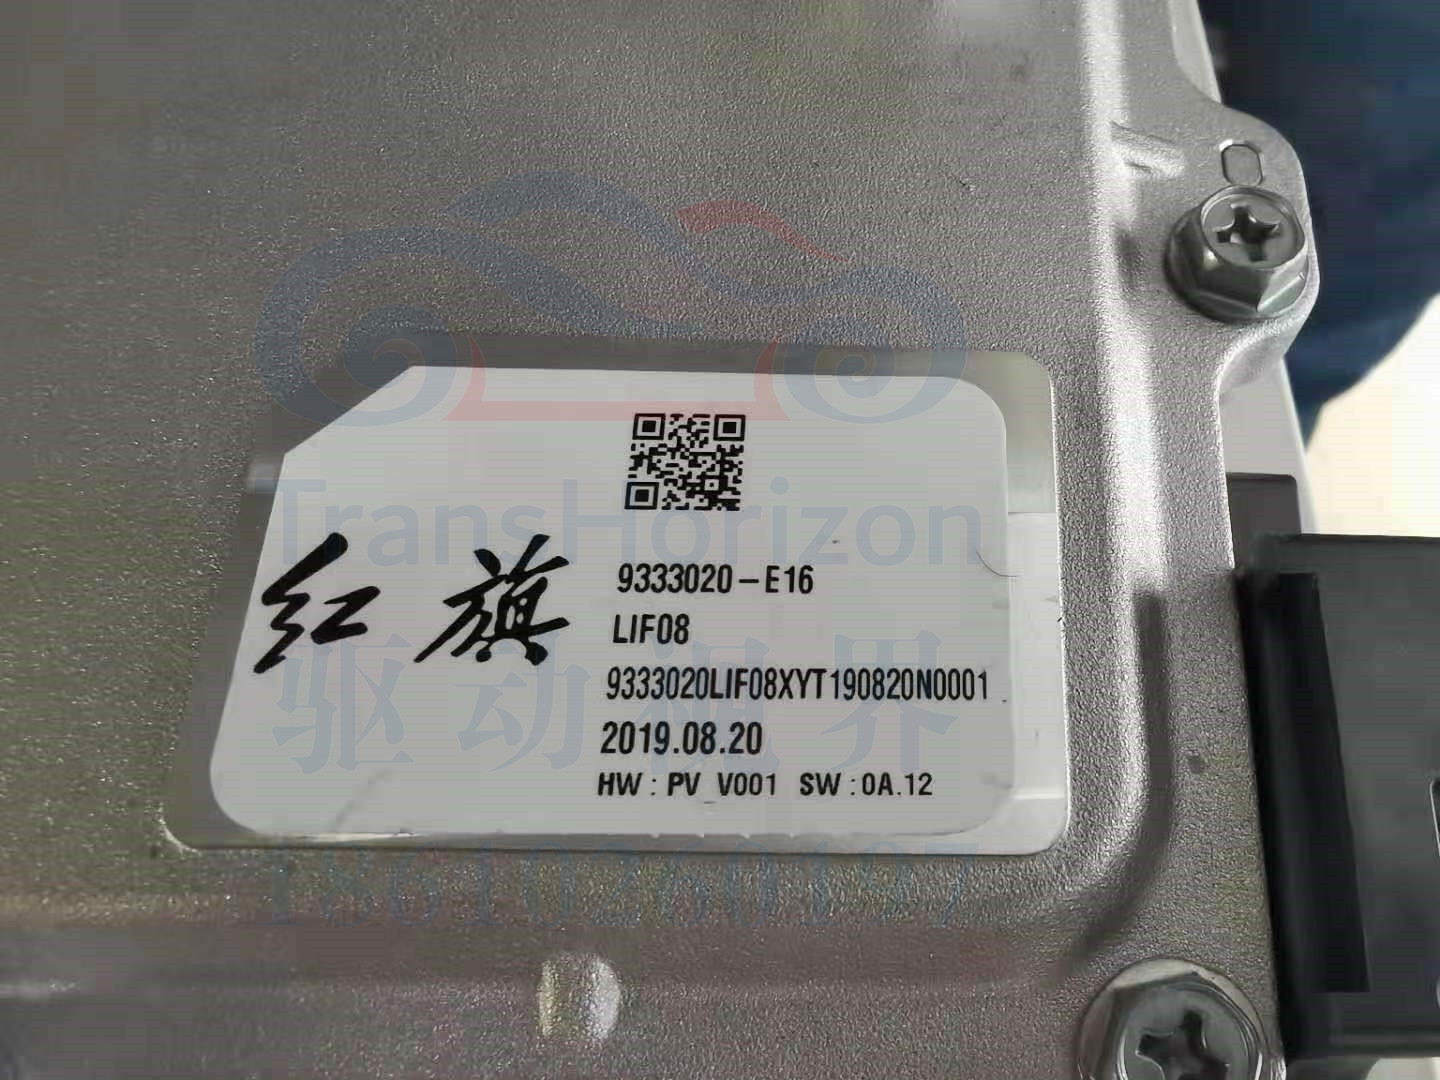 TransHorizon
红旗
9333020-E16
LIF08
驱动视界
9333020LIF08XYT190820N0001
2019.08.20
HW : PV_V001 SW : 0A.12
18610260197